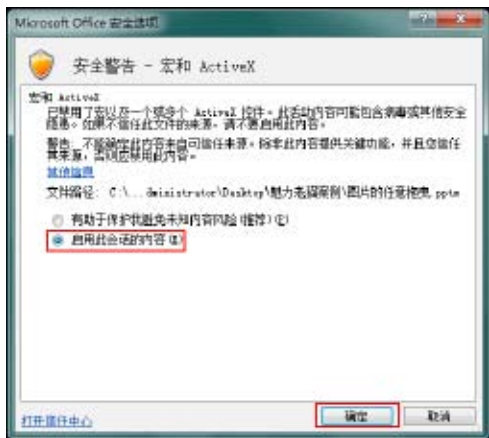 Microsoft Office 安全选项
安全警告 - 宏和 ActiveX
宏和 ActiveX
已禁用了宏以及一个或多个 ActiveX 控件。此活动内容可能包含病毒或其他安全
隐患。如果不信任此文件的来源，请不要启用此内容。
警告: 不能确定此内容来自可信任来源。除非此内容提供关键功能，并且您信任
其来源，否则应禁用此内容。
其他信息
文件路径: C:\...dministrator\Desktop\魅力老猫案例\图片的任意拖曳.pptm
有助于保护我避免未知内容风险(推荐)(P)
启用此会话的内容(E)
打开信任中心
确定
取消